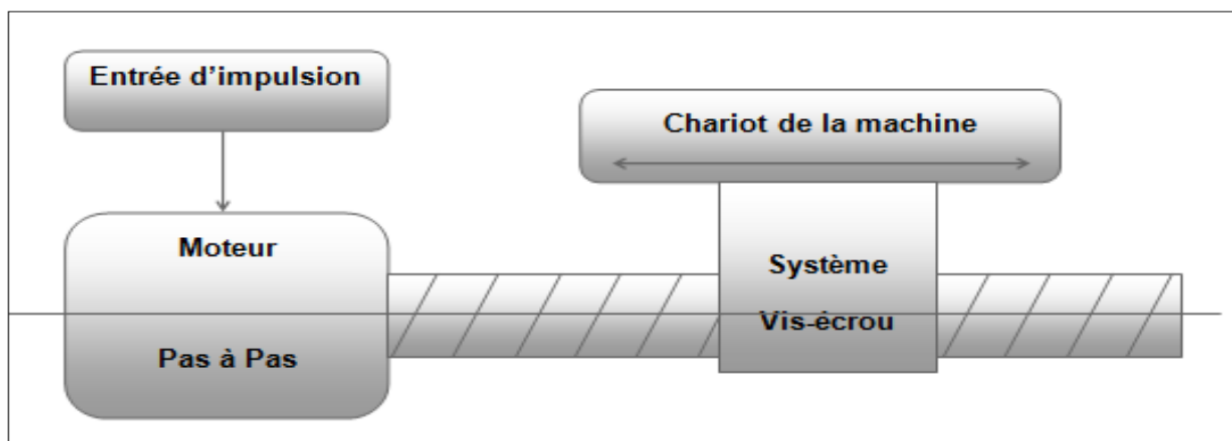 Entrée d’impulsion
Chariot de la machine
Moteur
Pas à Pas
Système
Vis-écrou